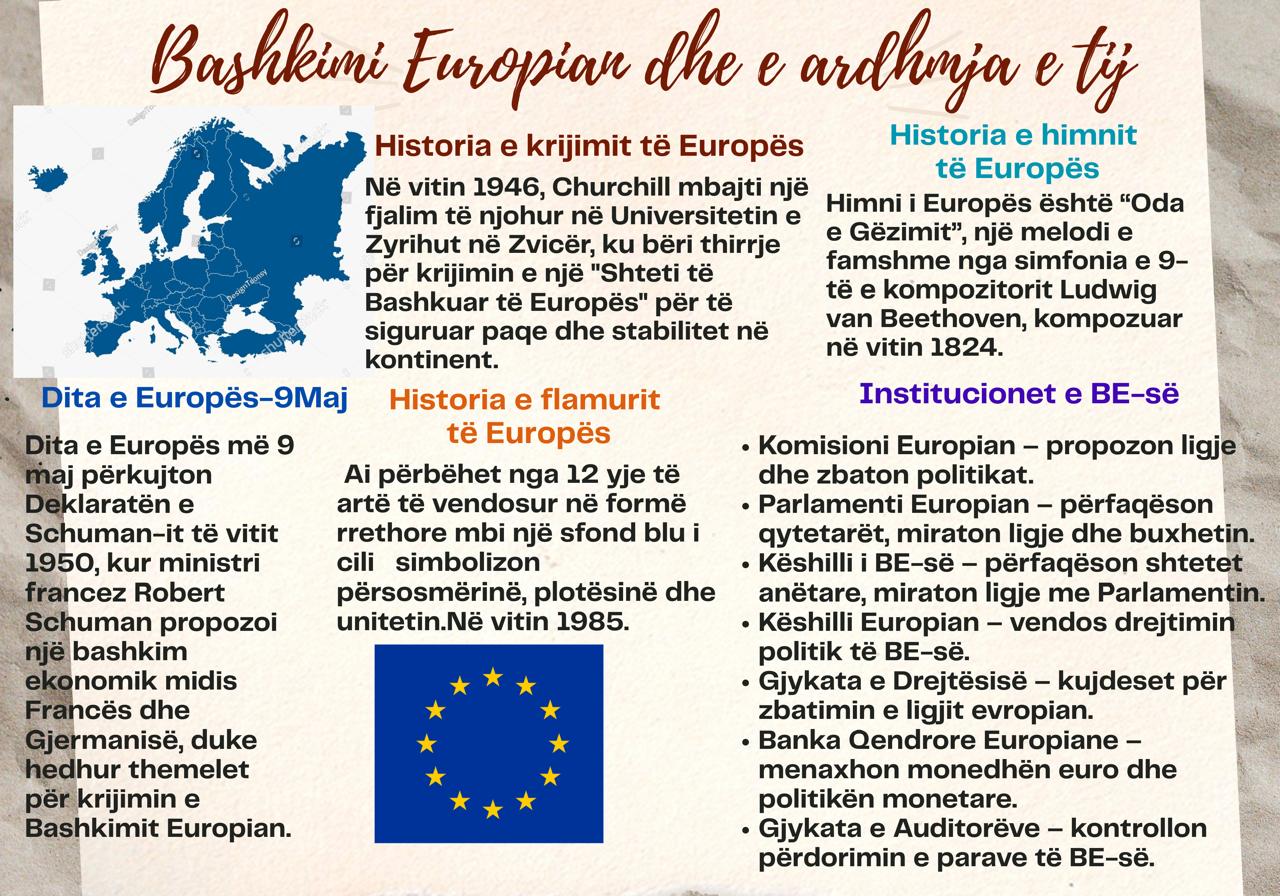 Bashkimi Europian dhe e ardhmja e tij
Historia e krijimit të Europës
Në vitin 1946, Churchill mbajti një
fjalim të njohur në Universitetin e
Zyrihut në Zvicër, ku bëri thirrje
për krijimin e një "Shteti të
Bashkuar të Europës" për të
siguruar paqe dhe stabilitet në
kontinent.
Historia e himnit
të Europës
Himni i Europës është “Oda
e Gëzimit”, një melodi e
famshme nga simfonia e 9-
të e kompozitorit Ludwig
van Beethoven, kompozuar
në vitin 1824.
Dita e Europës-9Maj
Dita e Europës më 9
maj përkujton
Deklaratën e
Schuman-it të vitit
1950, kur ministri
francez Robert
Schuman propozoi
një bashkim
ekonomik midis
Francës dhe
Gjermanisë, duke
hedhur themelet
për krijimin e
Bashkimit Europian.
Historia e flamurit
të Europës
Ai përbëhet nga 12 yje të
artë të vendosur në formë
rrethore mbi një sfond blu i
cili simbolizon
përsosmërinë, plotësinë dhe
unitetin.Në vitin 1985.
Institucionet e BE-së
• Komisioni Europian – propozon ligje
dhe zbaton politikat.
• Parlamenti Europian – përfaqëson
qytetarët, miraton ligje dhe buxhetin.
• Këshilli i BE-së – përfaqëson shtetet
anëtare, miraton ligje me Parlamentin.
• Këshilli Europian – vendos drejtimin
politik të BE-së.
• Gjykata e Drejtësisë – kujdeset për
zbatimin e ligjit evropian.
• Banka Qendrore Europiane –
menaxhon monedhën euro dhe
politikën monetare.
• Gjykata e Auditorëve – kontrollon
përdorimin e parave të BE-së.